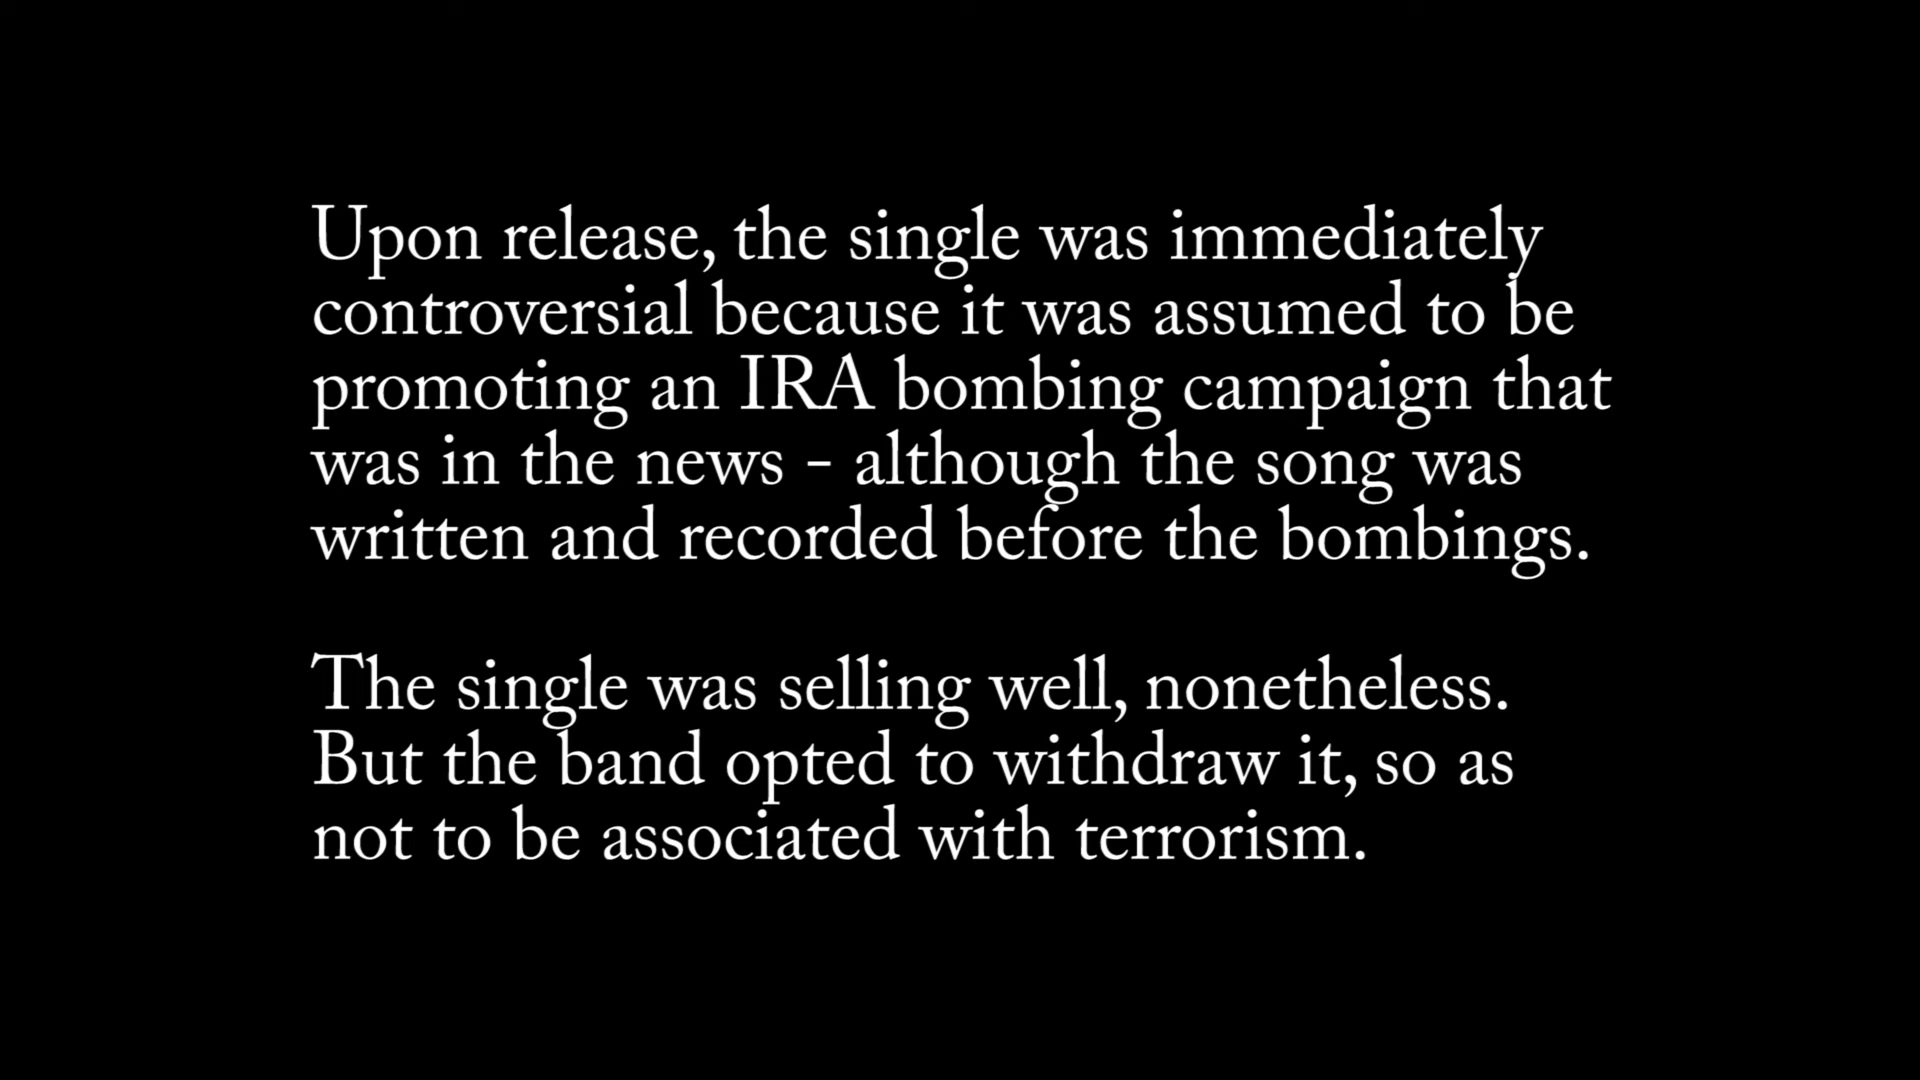 Upon release, the single was immediately
controversial because it was assumed to be
promoting an IRA bombing campaign that
was in the news - although the song was
written and recorded before the bombings.
The single was selling well, nonetheless.
But the band opted to withdraw it, so as
not to be associated with terrorism.